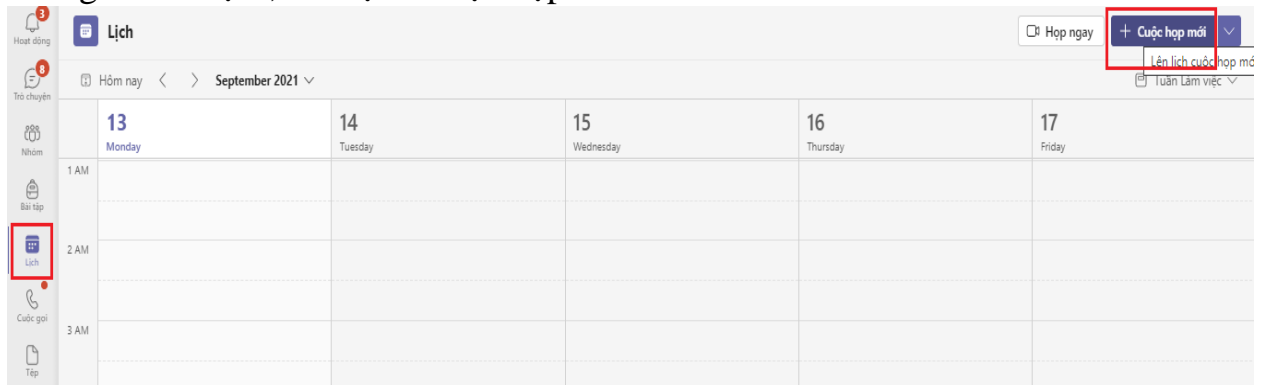 3
Hoạt động
Lịch
Họp ngay
+ Cuộc họp mới
Lên lịch cuộc họp mớ
8
Trò chuyện
Hôm nay < > September 2021
Tuần Làm việc
13 14 15 16 17
Monday Tuesday Wednesday Thursday Friday
Nhóm
1 AM
Bài tập
Lịch
2 AM
Cuộc gọi
3 AM
Tệp